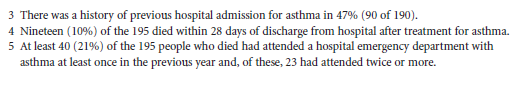 3 There was a history of previous hospital admission for asthma in 47% (90 of 190).
4 Nineteen (10%) of the 195 died within 28 days of discharge from hospital after treatment for asthma.
5 At least 40 (21%) of the 195 people who died had attended a hospital emergency department with
asthma at least once in the previous year and, of these, 23 had attended twice or more.